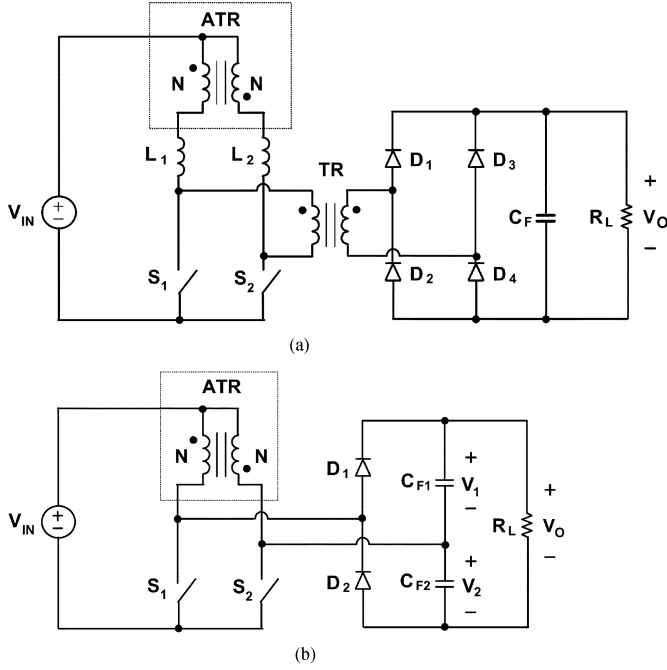 ATR
N N
L1 L2
TR
D1 D3
VIN + −
CF RL + VO −
S1 S2
D2 D4
(a)
ATR
N N
D1
CF1 + V1 −
VIN + −
RL + VO −
S1 S2
D2
CF2 + V2 −
(b)